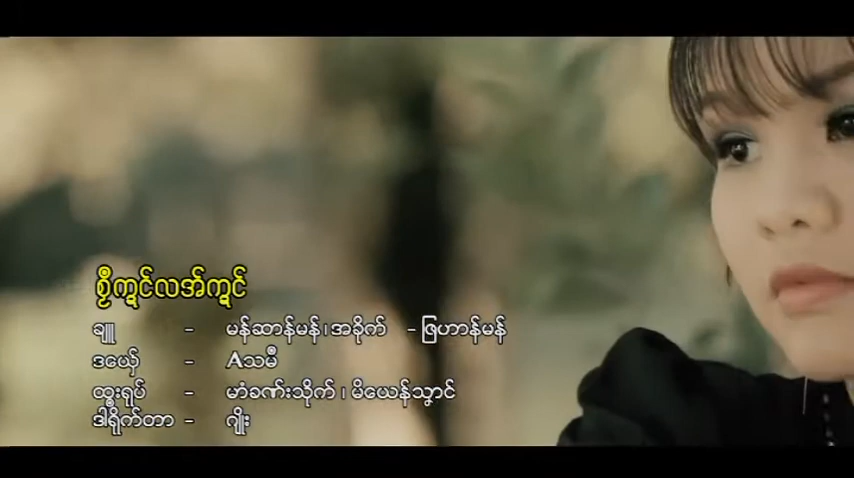 စၟဳကၞင်လအ်ကၞင်
ချူ - မန်ဆာန်မန်၊အခိုက် - ဇြဟာန်မန်
ဒယှေ် - Aသမီ
ထ္ၜးရုပ် - မာံခဏ်းသိုက် ၊ မိယေန်သၠာင်
ဒါရိုက်တာ - ဂျိုး